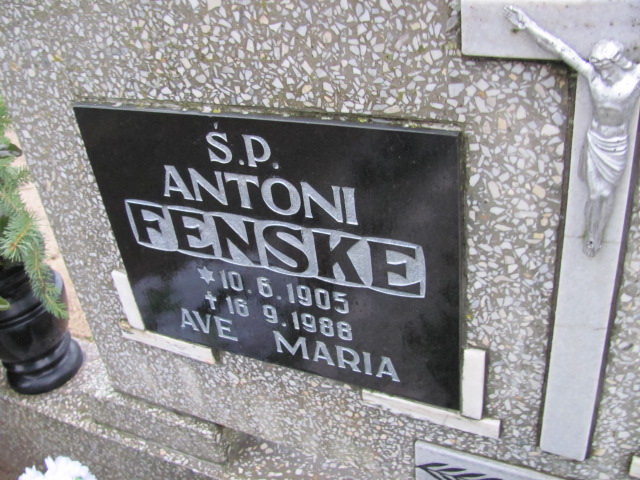 Ś.P.
ANTONI
FENSKE
* 10.6.1905
+ 16 9.1988
AVE MARIA